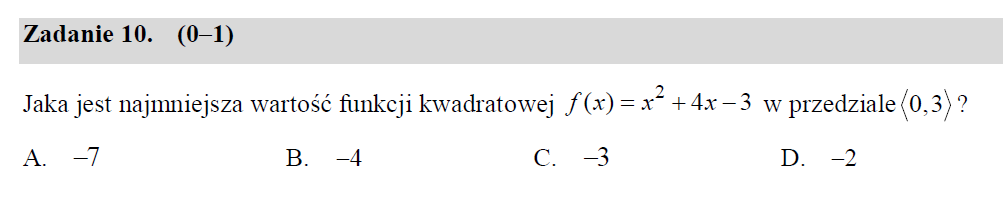 Zadanie 10. (0–1)
Jaka jest najmniejsza wartość funkcji kwadratowej f(x) = x² + 4x − 3 w przedziale ⟨0,3⟩ ?
A. −7 B. −4 C. −3 D. −2